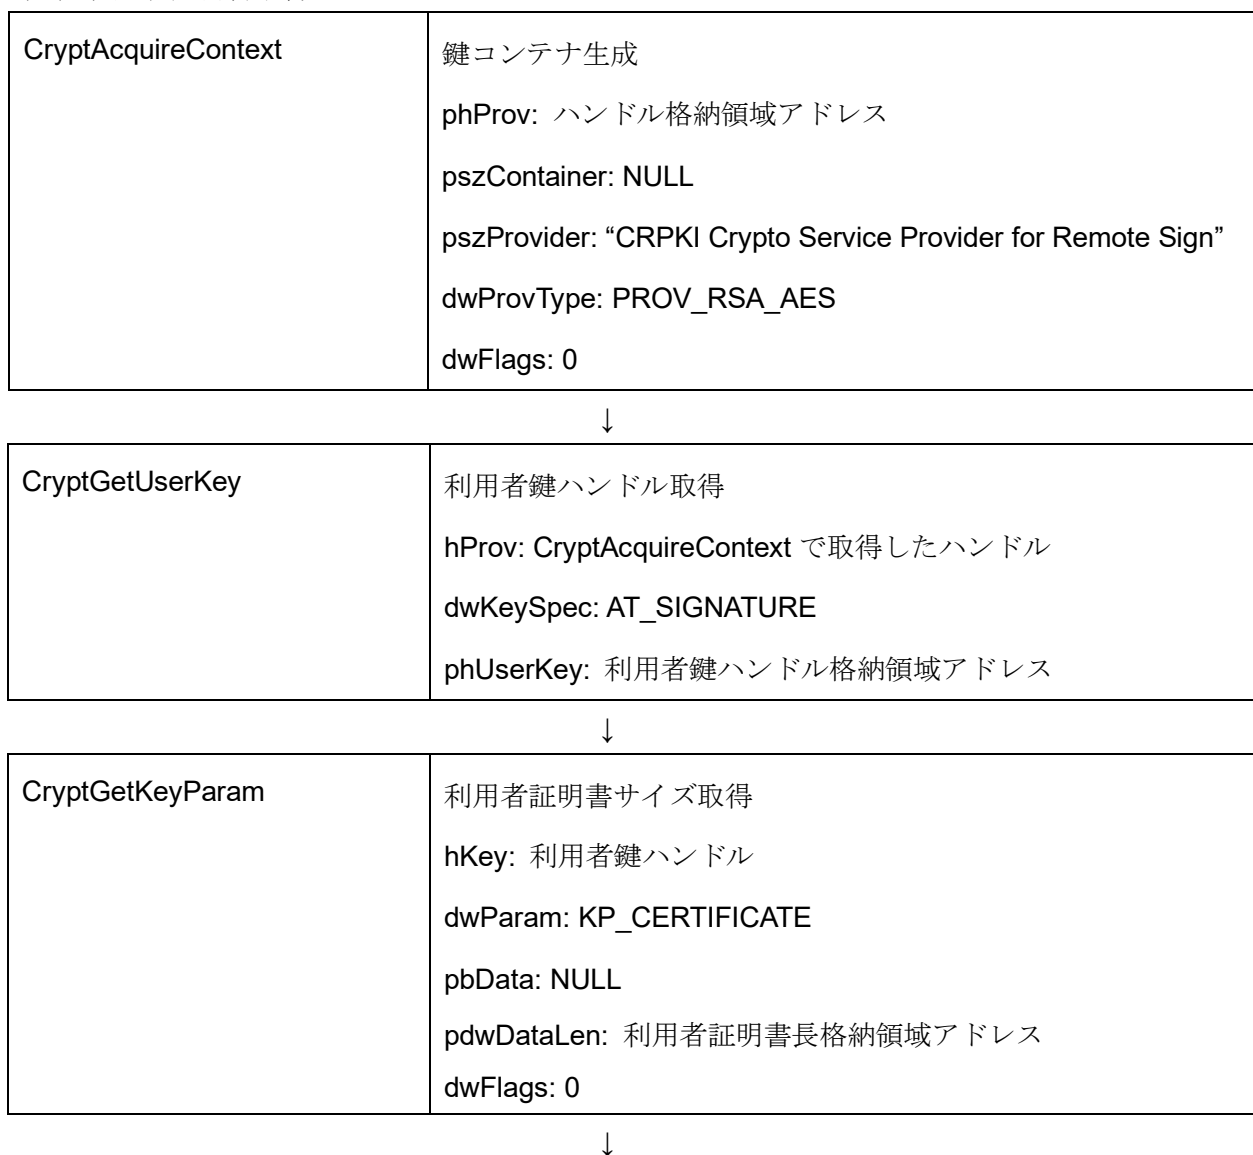 CryptAcquireContext
鍵コンテナ生成
phProv: ハンドル格納領域アドレス
pszContainer: NULL
pszProvider: “CRPKI Crypto Service Provider for Remote Sign”
dwProvType: PROV_RSA_AES
dwFlags: 0
↓
CryptGetUserKey
利用者鍵ハンドル取得
hProv: CryptAcquireContext で取得したハンドル
dwKeySpec: AT_SIGNATURE
phUserKey: 利用者鍵ハンドル格納領域アドレス
↓
CryptGetKeyParam
利用者証明書サイズ取得
hKey: 利用者鍵ハンドル
dwParam: KP_CERTIFICATE
pbData: NULL
pdwDataLen: 利用者証明書長格納領域アドレス
dwFlags: 0
↓